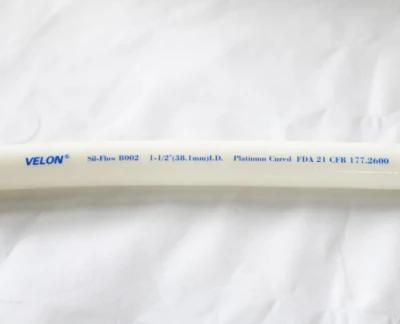 VELON® Sil-Flow B002 1-1/2"(38.1mm)I.D. Platinum Cured FDA 21 CFR 177.2600